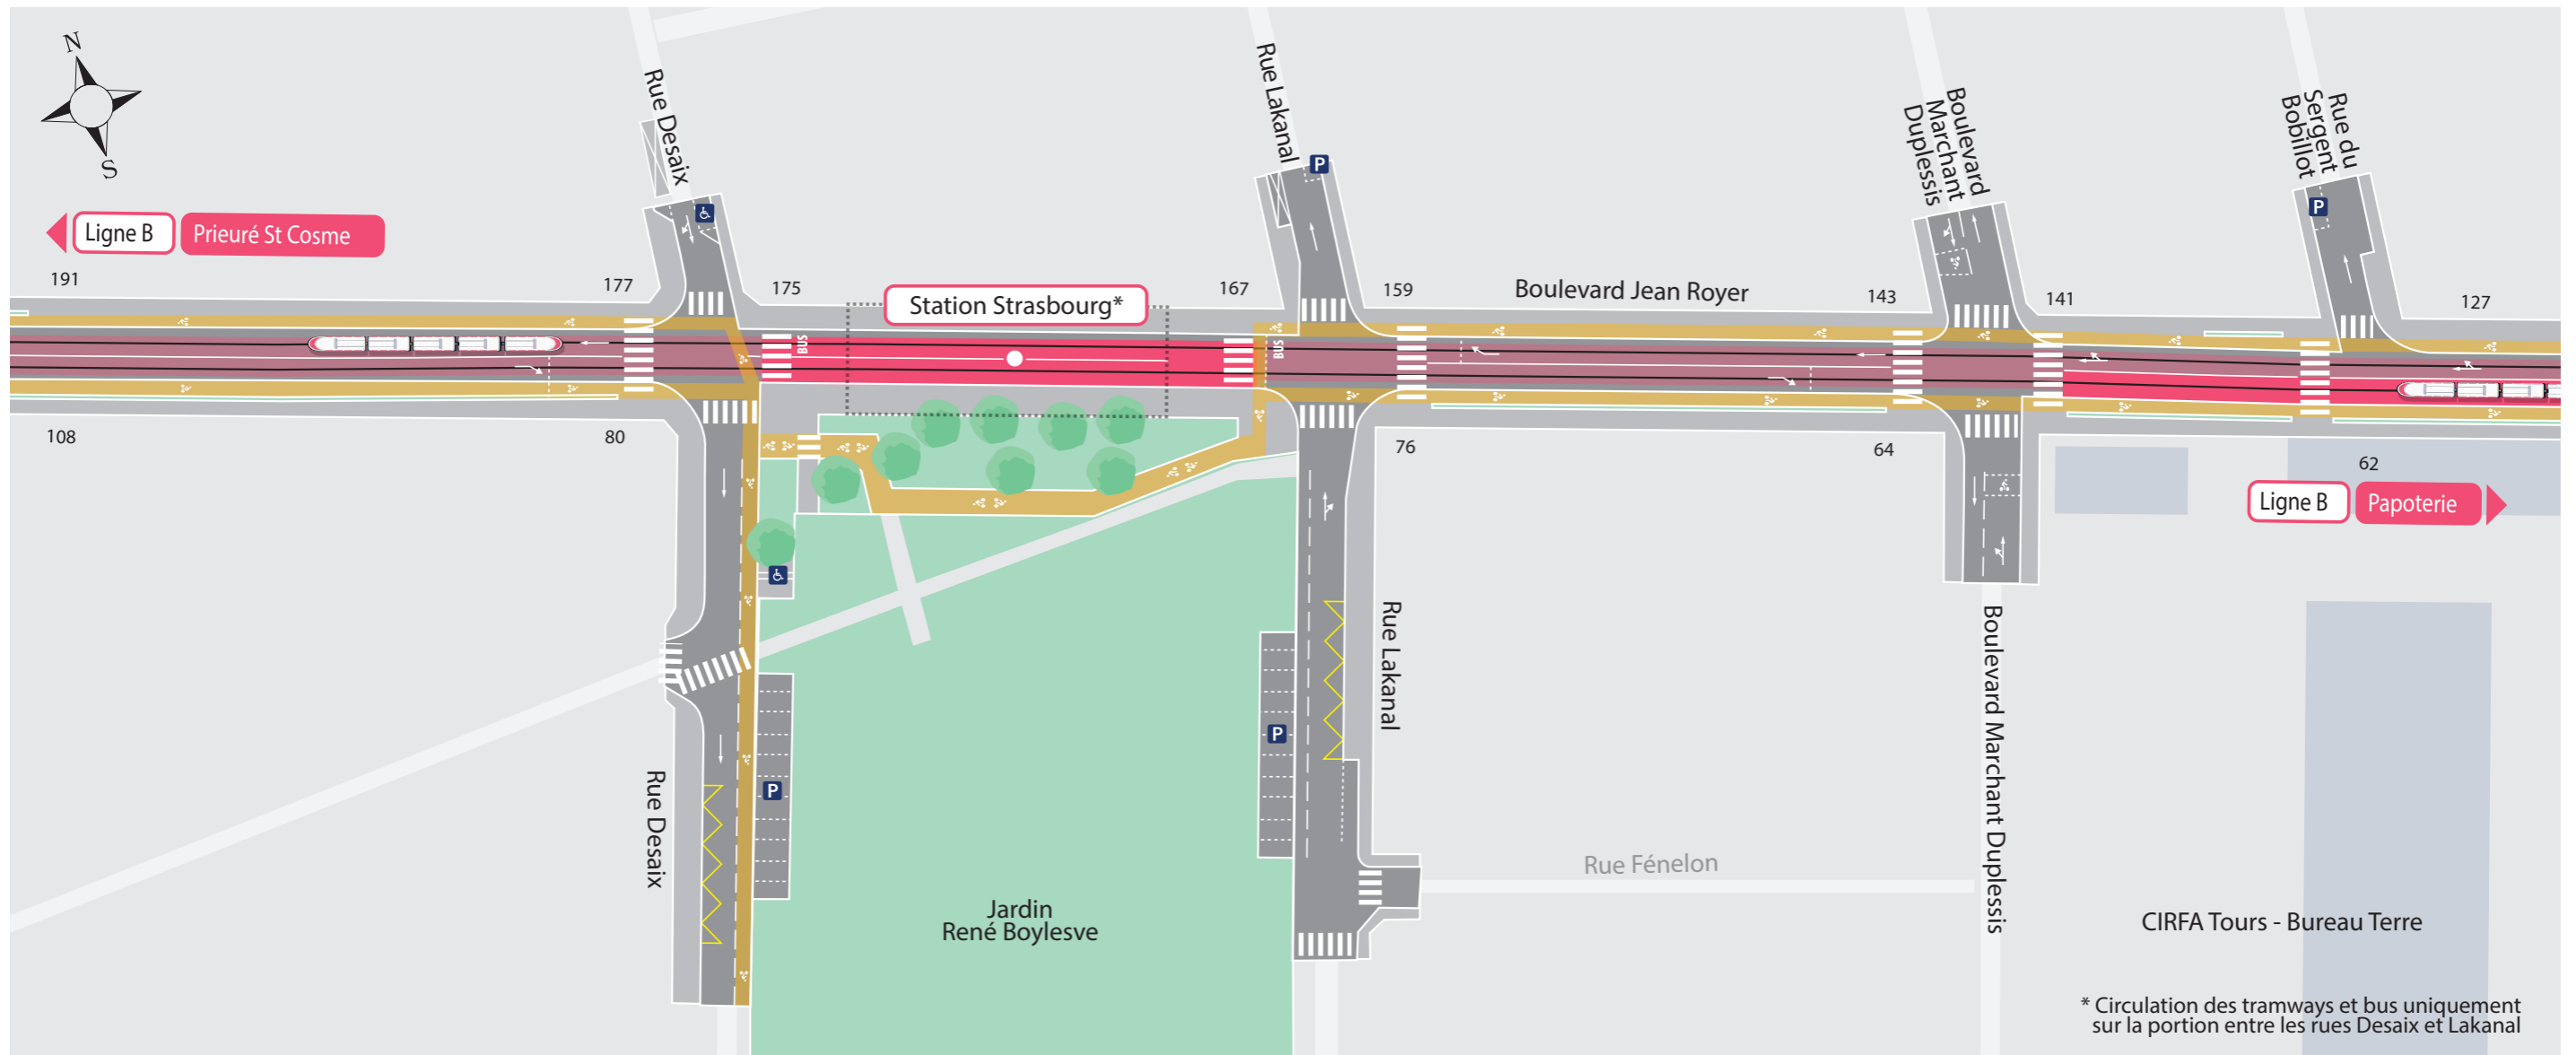 N
S
Rue Desaix
Rue Lakanal
Boulevard
Marchant
Duplessis
Rue du
Sergent
Bobillot
P
P
Ligne B
Prieuré St Cosme
191
177
175
Station Strasbourg*
167
159
Boulevard Jean Royer
143
141
127
BUS
BUS
108
80
76
64
62
Ligne B
Papoterie
Rue Desaix
P
P
Rue Lakanal
Rue Fénelon
Boulevard Marchant Duplessis
Jardin
René Boylesve
CIRFA Tours - Bureau Terre
* Circulation des tramways et bus uniquement
sur la portion entre les rues Desaix et Lakanal